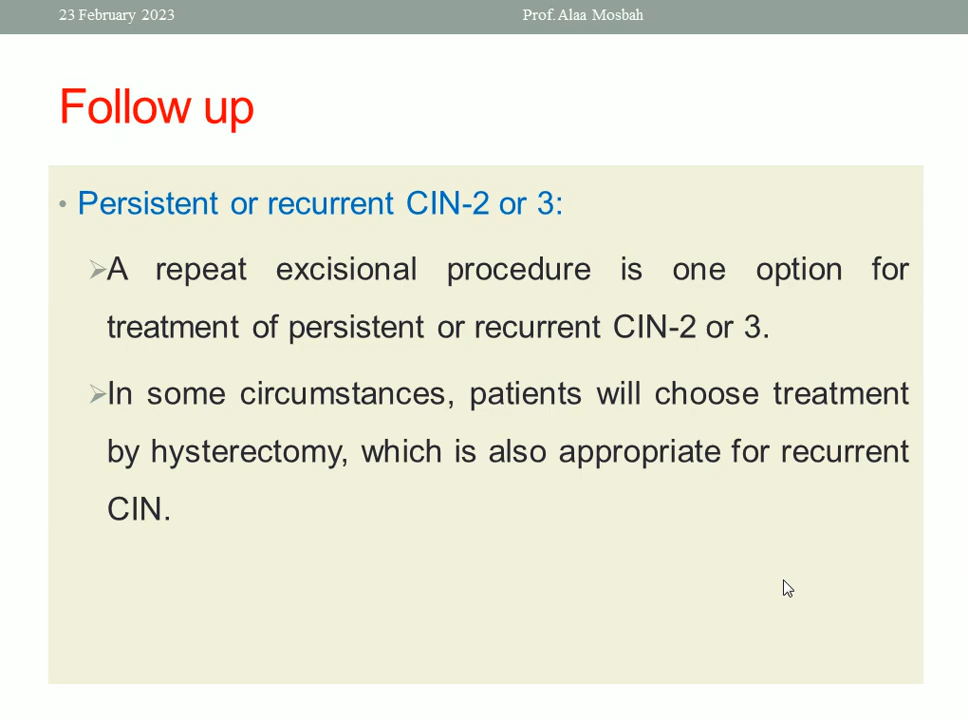 23 February 2023
Prof. Alaa Mosbah
Follow up
• Persistent or recurrent CIN-2 or 3:
➢A repeat excisional procedure is one option for
treatment of persistent or recurrent CIN-2 or 3.
➢In some circumstances, patients will choose treatment
by hysterectomy, which is also appropriate for recurrent
CIN.